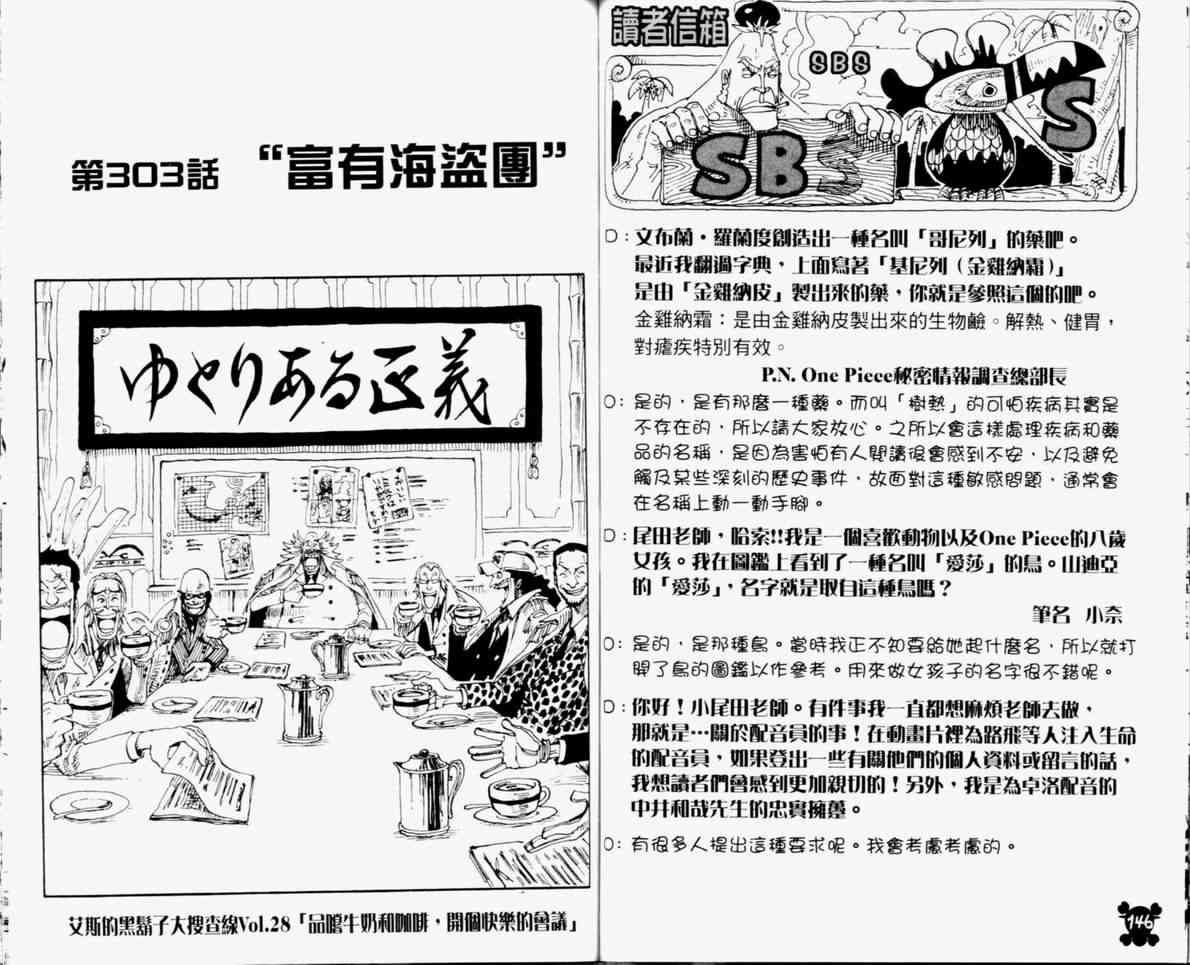 讀者信箱
SBS
SBS
S
D：文布蘭·羅蘭度創造出一種名叫「哥尼列」的藥吧。
最近我翻過字典，上面寫著「基尼列（金雞納霜）」
是由「金雞納皮」製出來的藥，你就是參照這個的吧。
金雞納霜：是由金雞納皮製出來的生物鹼。解熱、健胃，
對瘧疾特別有效。
P.N. One Piece秘密情報調查總部長
O：是的，是有那麼一種藥。而叫「樹熱」的可怕疾病其實是
不存在的，所以請大家放心。之所以會這樣處理疾病和藥
品的名稱，是因為害怕有人閱讀很會感到不安，以及避免
觸及某些深刻的歷史事件，故面對這種敏感問題，通常會
在名稱上動一動手腳。
D：尾田老師，哈索!!我是一個喜歡動物以及One Piece的八歲
女孩。我在圖鑑上看到了一種名叫「愛莎」的鳥。山迪亞
的「愛莎」，名字就是取自這種鳥嗎？
筆名 小奈
O：是的，是那種鳥。當時我正不知要給她起什麼名，所以就打
開了鳥的圖鑑以作參考。用來做女孩子的名字很不錯呢。
D：你好！小尾田老師。有件事我一直都想麻煩老師去做，
那就是…關於配音員的事！在動畫片裡為路飛等人注入生命
的配音員，如果登出一些有關他們的個人資料或留言的話，
我想讀者們會感到更加親切的！另外，我是為卓洛配音的
中井和哉先生的忠實擁躉。
O：有很多人提出這種要求呢。我會考慮考慮的。
146
第303話 “富有海盜團”
ゆとりある正義
艾斯的黑鬍子大搜查線Vol.28「品嚐牛奶和咖啡，開個快樂的會議」